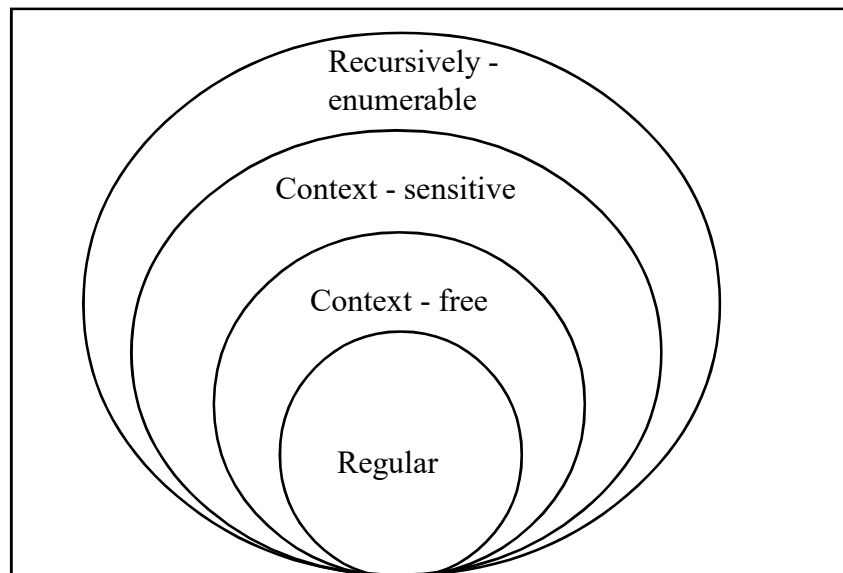 Recursively -
enumerable
Context - sensitive
Context - free
Regular